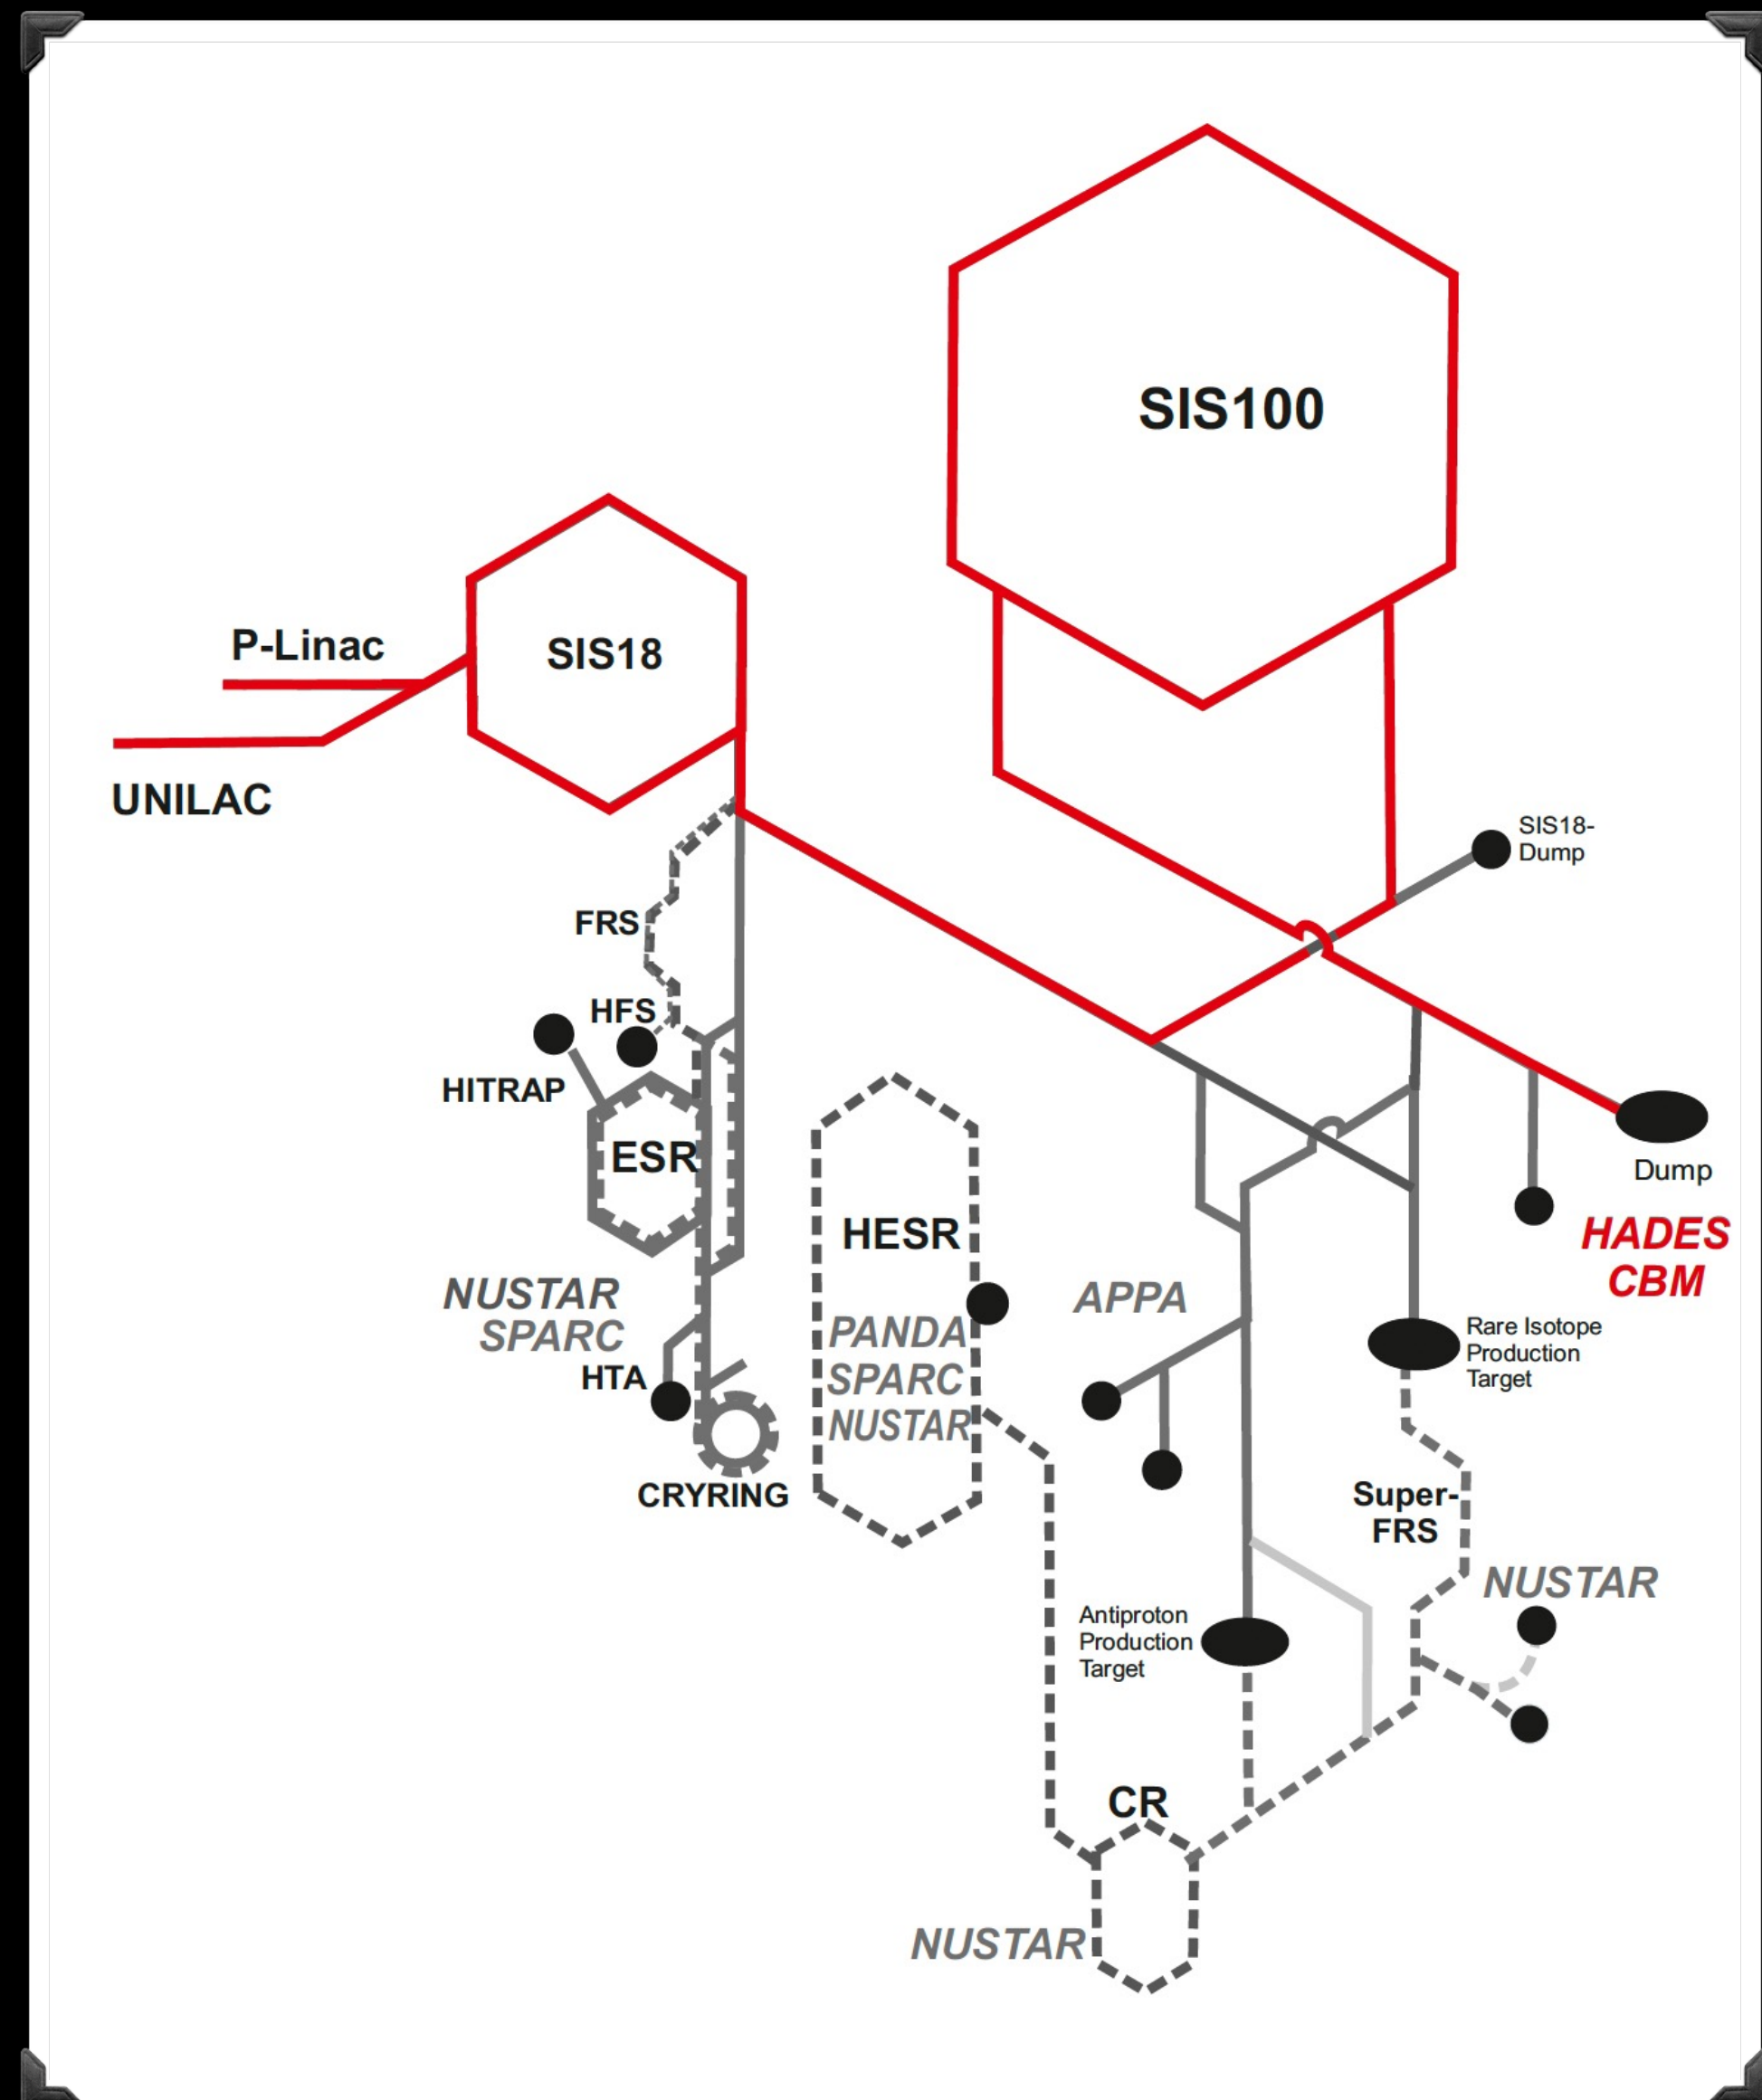 SIS100
P-Linac
SIS18
UNILAC
SIS18-
Dump
FRS
HFS
HITRAP
ESR
HESR
Dump
HADES
CBM
NUSTAR
SPARC
APPA
PANDA
SPARC
NUSTAR
Rare Isotope
Production
Target
HTA
CRYRING
Super-
FRS
NUSTAR
Antiproton
Production
Target
CR
NUSTAR